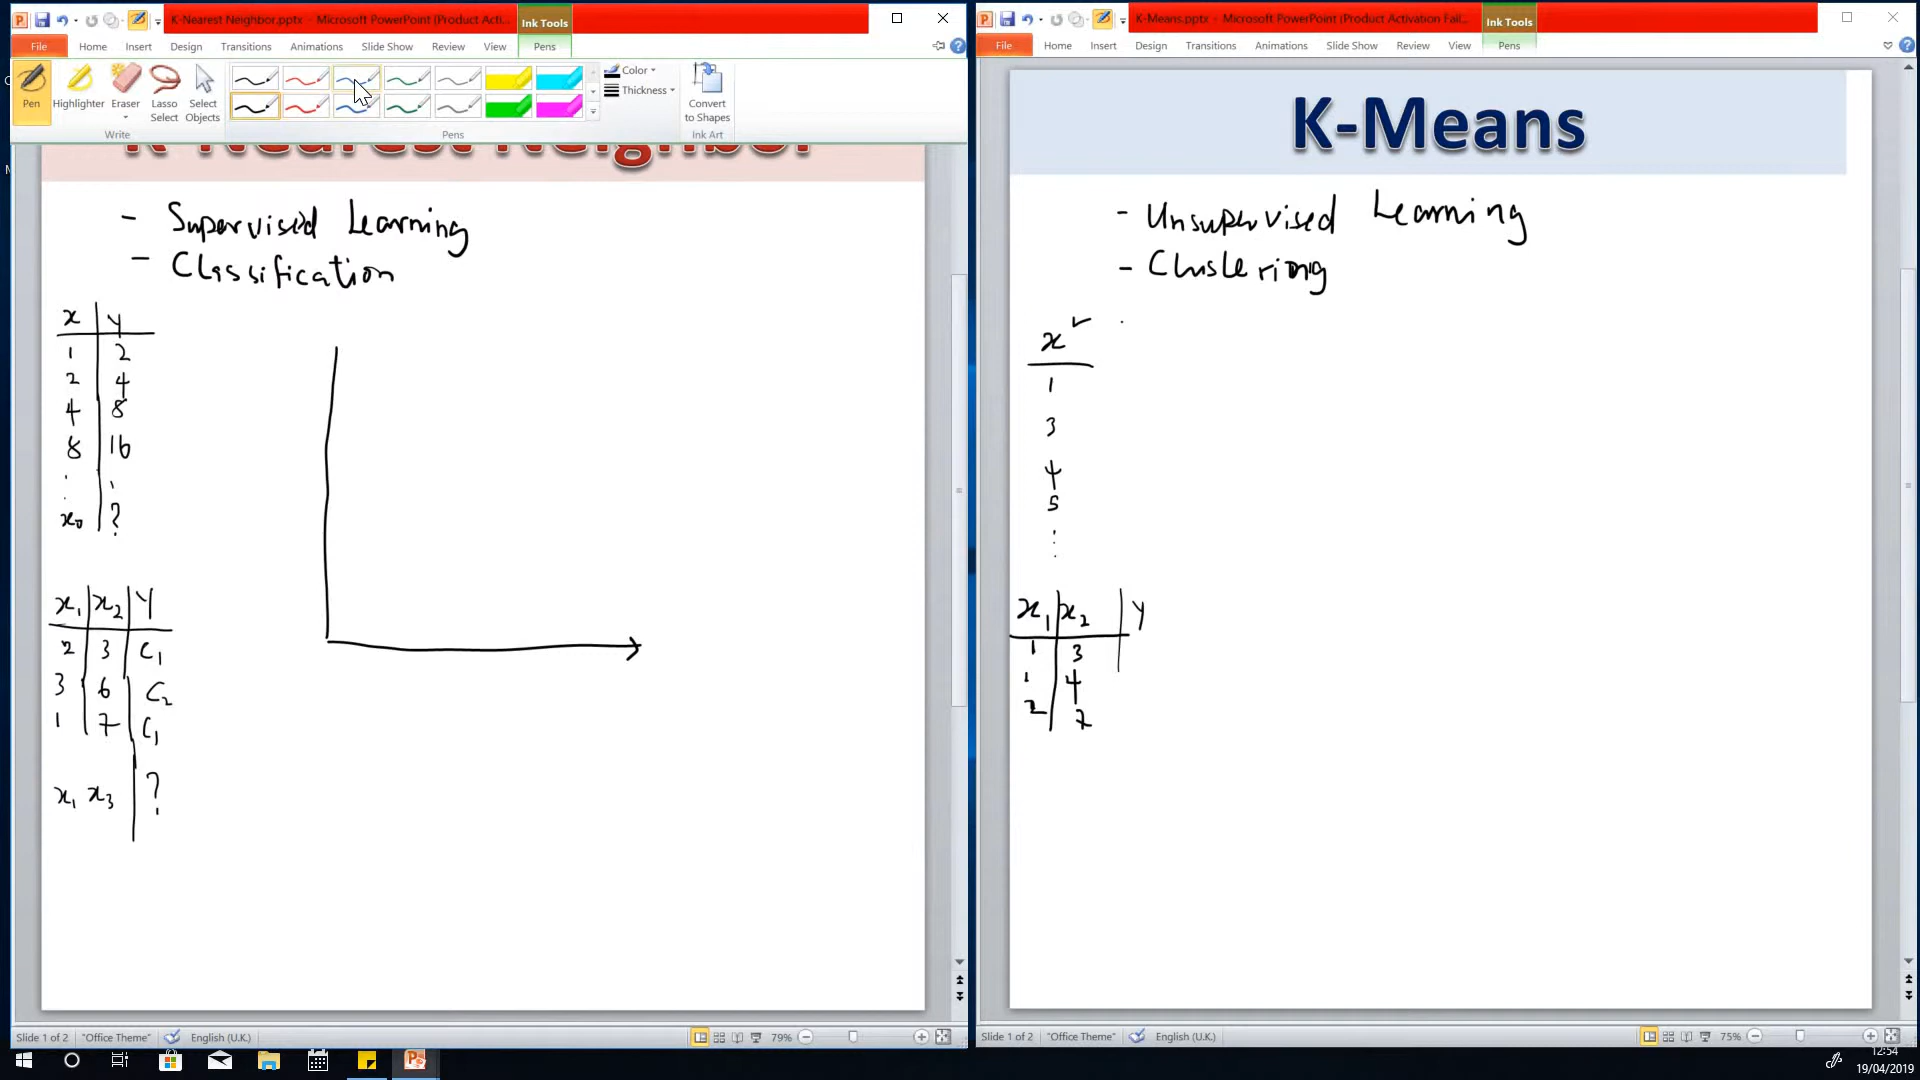 K-Nearest Neighbor.pptx - Microsoft PowerPoint (Product Acti...
Ink Tools
File Home Insert Design Transitions Animations Slide Show Review View Pens
Pen
Highlighter
Eraser
Lasso Select
Select Objects
Color
Thickness
Convert to Shapes
Write
Pens
Ink Art
K-Nearest Neighbor
- Supervised Learning
- Classification
x y
1 2
2 4
4 8
8 16
x₀ ?
x₁ x₂ y
2 3 C₁
3 6 C₂
1 7 C₁
x₁ x₃ ?
Slide 1 of 2 "Office Theme" English (U.K.) 79%
K-Means.pptx - Microsoft PowerPoint (Product Activation Fail...
Ink Tools
File Home Insert Design Transitions Animations Slide Show Review View Pens
K-Means
- Unsupervised Learning
- Clustering
x
1
3
4
5
x₁ x₂ y
1 3
1 4
2 7
Slide 1 of 2 "Office Theme" English (U.K.) 75%
12:54
19/04/2019